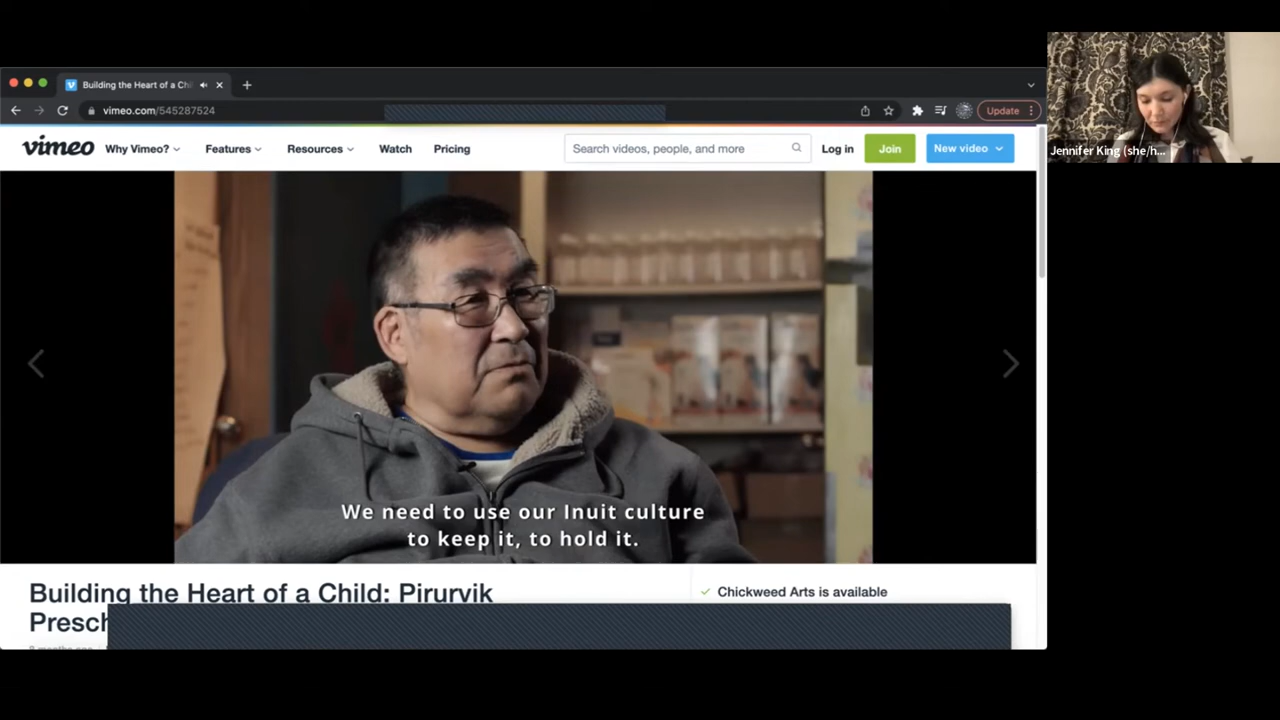 Building the Heart of a Chi
vimeo.com/545287524
Update
vimeo
Why Vimeo?
Features
Resources
Watch
Pricing
Search videos, people, and more
Log in
Join
New video
Jennifer King (she/h...
We need to use our Inuit culture
to keep it, to hold it.
Building the Heart of a Child: Pirurvik
Presch
Chickweed Arts is available